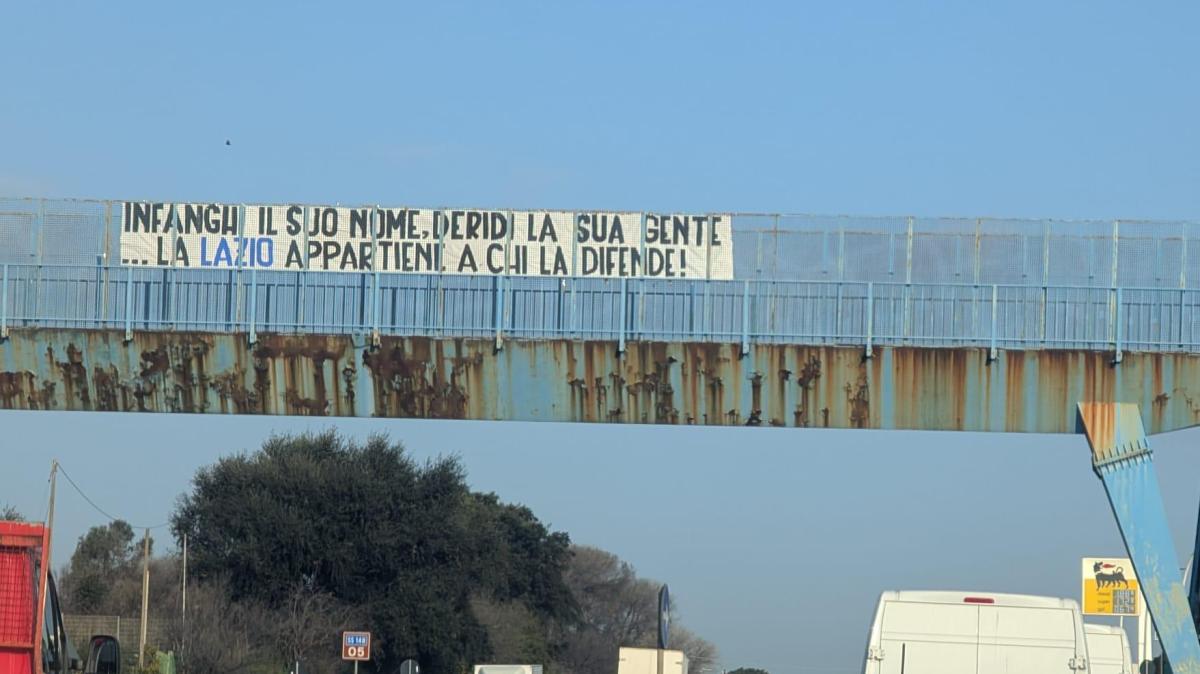 INFANGHI IL SUO NOME, DERIDI LA SUA GENTE
... LA LAZIO APPARTIENE A CHI LA DIFENDE!
SS 148
05